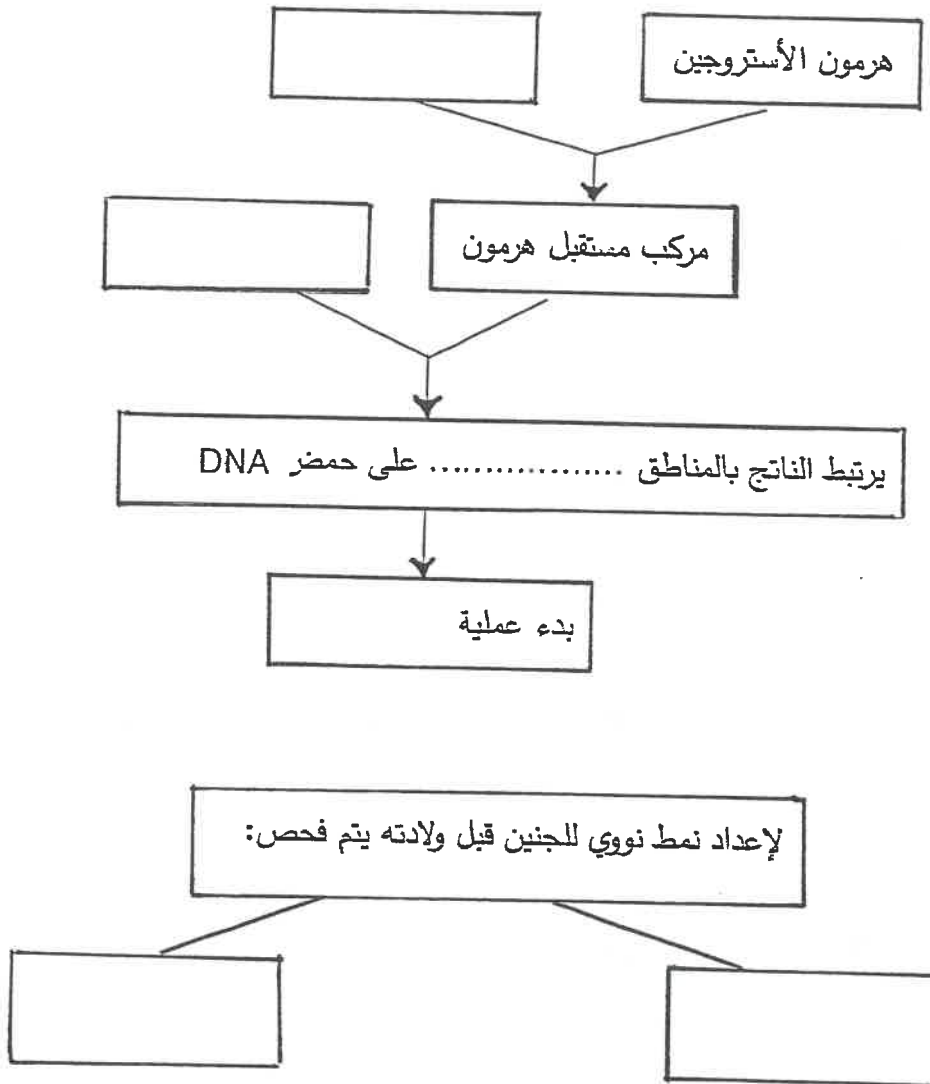 هرمون الأستروجين
مركب مستقبل هرمون
يرتبط الناتج بالمناطق .................. على حمض DNA
بدء عملية
لإعداد نمط نووي للجنين قبل ولادته يتم فحص: